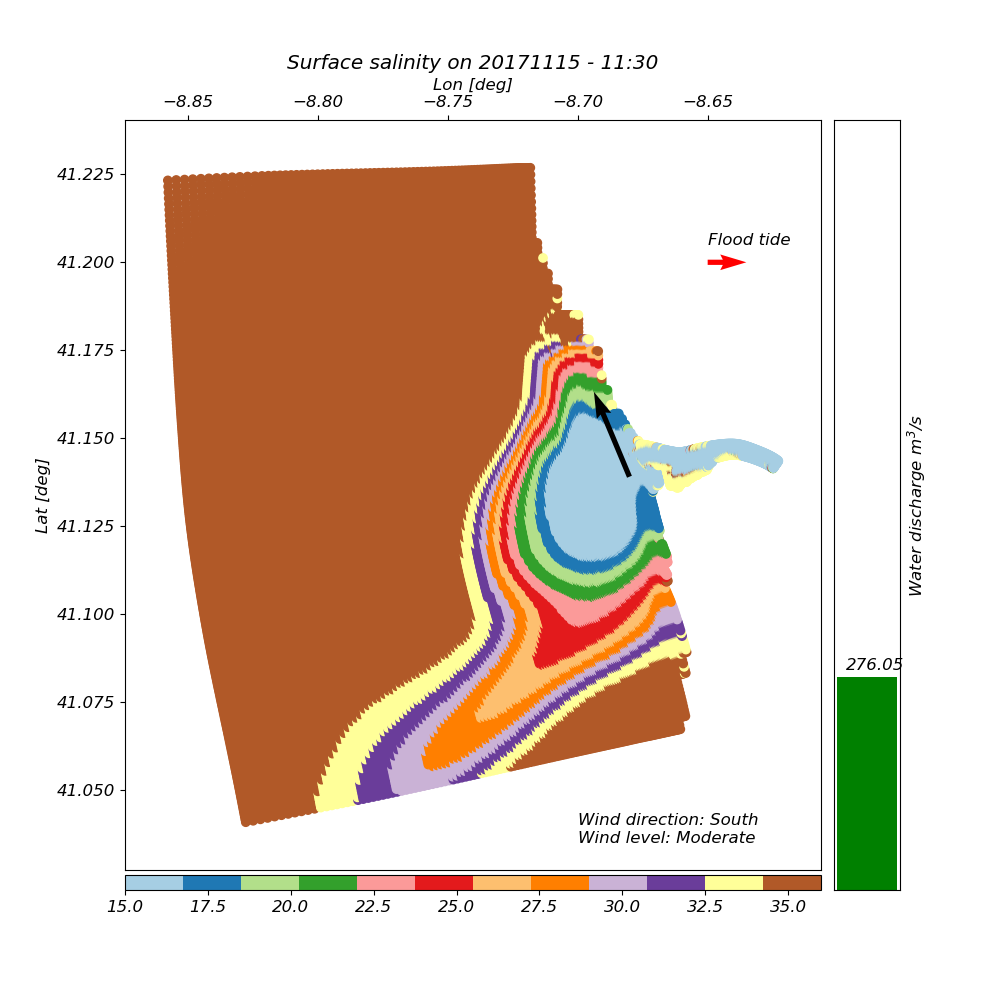 Surface salinity on 20171115 - 11:30
Lon [deg]
−8.85 −8.80 −8.75 −8.70 −8.65
41.225
41.200
41.175
41.150
41.125
41.100
41.075
41.050
Lat [deg]
Flood tide
Wind direction: South
Wind level: Moderate
276.05
Water discharge m³/s
15.0 17.5 20.0 22.5 25.0 27.5 30.0 32.5 35.0